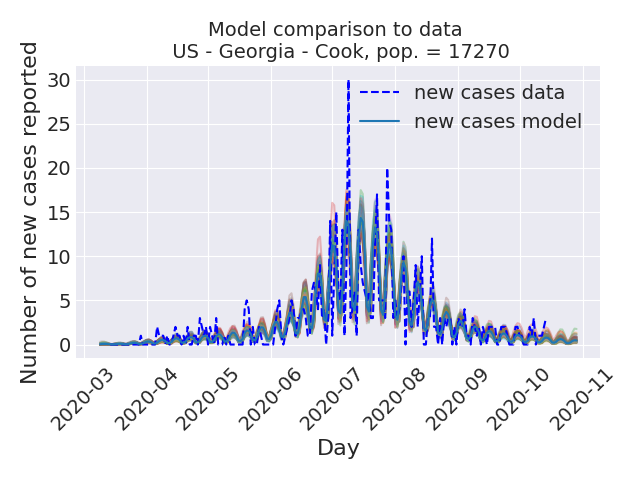 Model comparison to data
US - Georgia - Cook, pop. = 17270
Number of new cases reported
30
25
20
15
10
5
0
new cases data
new cases model
2020-03
2020-04
2020-05
2020-06
2020-07
2020-08
2020-09
2020-10
2020-11
Day